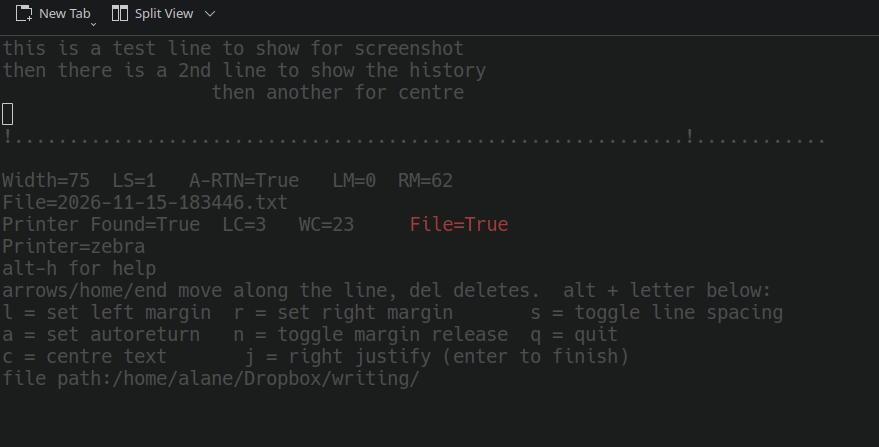 New Tab Split View
this is a test line to show for screenshot
then there is a 2nd line to show the history
then another for centre
!.............................................................!............
Width=75 LS=1 A-RTN=True LM=0 RM=62
File=2026-11-15-183446.txt
Printer Found=True LC=3 WC=23 File=True
Printer=zebra
alt-h for help
arrows/home/end move along the line, del deletes. alt + letter below:
l = set left margin r = set right margin s = toggle line spacing
a = set autoreturn n = toggle margin release q = quit
c = centre text j = right justify (enter to finish)
file path:/home/alane/Dropbox/writing/